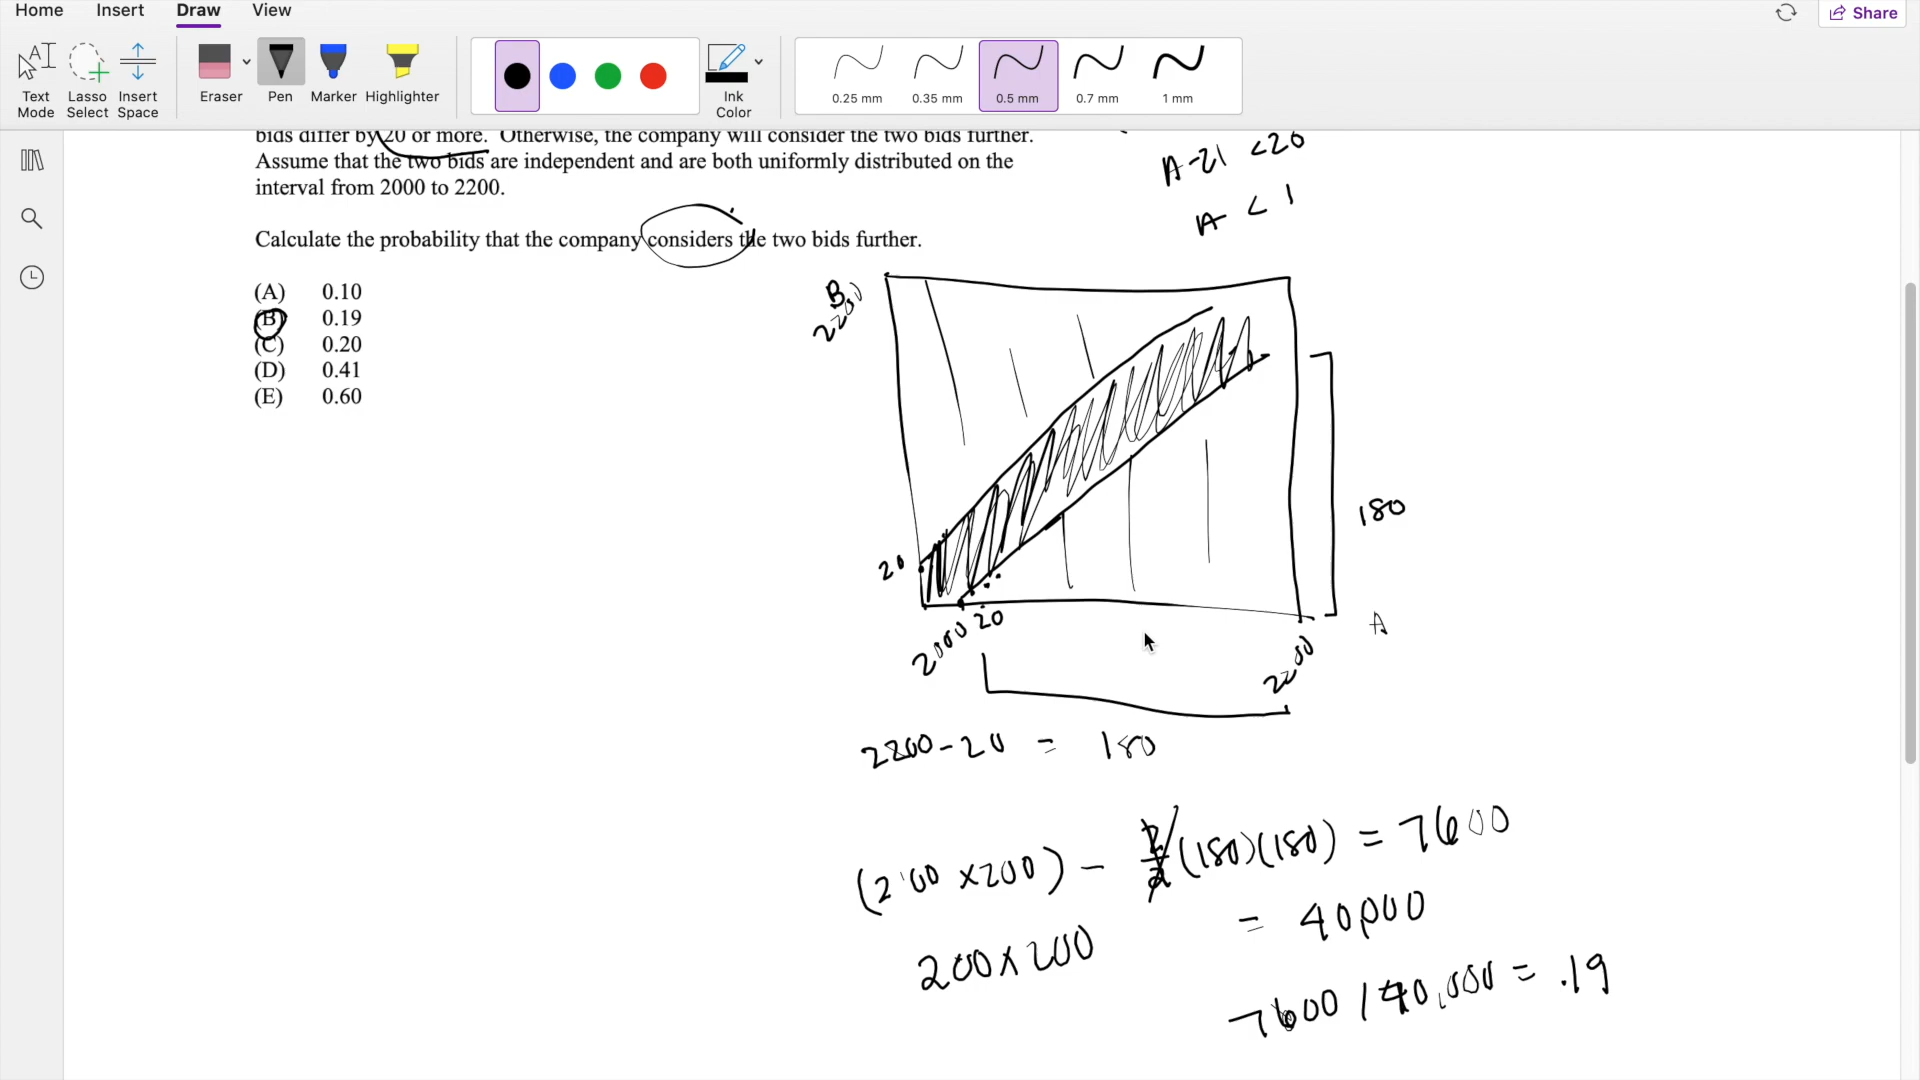 Home Insert Draw View
Share
Text Mode
Lasso Select
Insert Space
Eraser
Pen
Marker
Highlighter
Ink Color
0.25 mm
0.35 mm
0.5 mm
0.7 mm
1 mm
bids differ by 20 or more. Otherwise, the company will consider the two bids further.
Assume that the two bids are independent and are both uniformly distributed on the
interval from 2000 to 2200.
Calculate the probability that the company considers the two bids further.
(A) 0.10
(B) 0.19
(C) 0.20
(D) 0.41
(E) 0.60
A-21 <20
A < 1
B
2200
20
180
A
2000 20
2200
2200-20 = 180
(200 x200) - 2/2 (180)(180) = 7600
= 40,000
200x200
7600 / 40,000 = .19